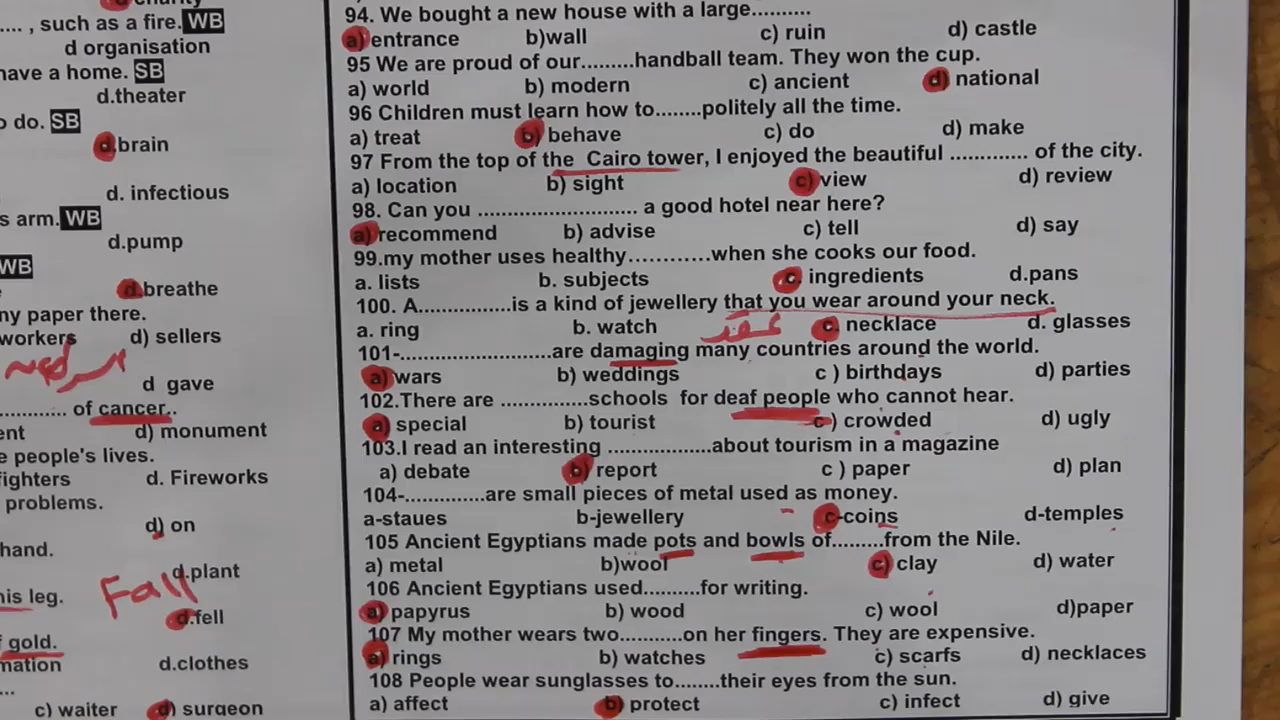 ..... , such as a fire. WB
d organisation
have a home. SB
d.theater
o do. SB
d.brain
d. infectious
s arm. WB
d.pump
WB
d.breathe
ny paper there.
workers d) sellers
d gave
............. of cancer..
ent d) monument
e people's lives.
ighters d. Fireworks
problems.
d) on
hand.
d.plant
Fall
his leg.
d.fell
f gold.
mation d.clothes
...
c) waiter d) surgeon
94. We bought a new house with a large..........
a) entrance b)wall c) ruin d) castle
95 We are proud of our.........handball team. They won the cup.
a) world b) modern c) ancient d) national
96 Children must learn how to........politely all the time.
a) treat b) behave c) do d) make
97 From the top of the Cairo tower, I enjoyed the beautiful ............. of the city.
a) location b) sight c) view d) review
98. Can you .......................... a good hotel near here?
a) recommend b) advise c) tell d) say
99.my mother uses healthy............when she cooks our food.
a. lists b. subjects c. ingredients d.pans
100. A...............is a kind of jewellery that you wear around your neck.
a. ring b. watch عقد c. necklace d. glasses
101-.........................are damaging many countries around the world.
a) wars b) weddings c ) birthdays d) parties
102.There are ..............schools for deaf people who cannot hear.
a) special b) tourist c ) crowded d) ugly
103.I read an interesting .................about tourism in a magazine
a) debate b) report c ) paper d) plan
104-.............are small pieces of metal used as money.
a-staues b-jewellery c-coins d-temples
105 Ancient Egyptians made pots and bowls of.........from the Nile.
a) metal b)wool c) clay d) water
106 Ancient Egyptians used..........for writing.
a) papyrus b) wood c) wool d)paper
107 My mother wears two..........on her fingers. They are expensive.
a) rings b) watches c) scarfs d) necklaces
108 People wear sunglasses to........their eyes from the sun.
a) affect b) protect c) infect d) give